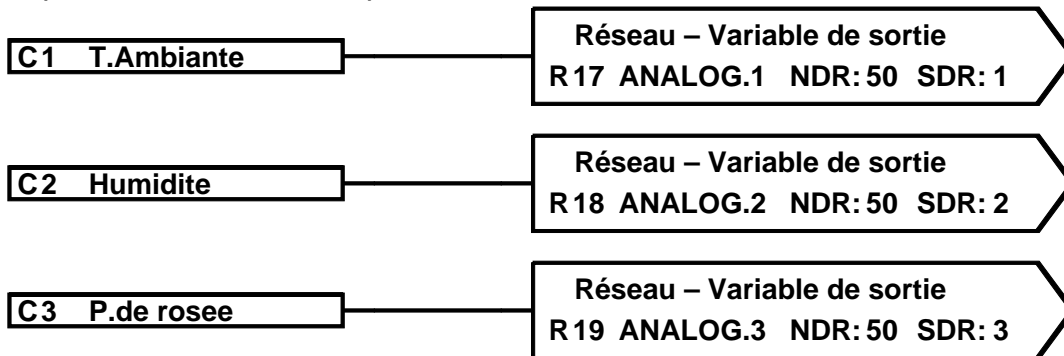 Réseau – Variable de sortie
C1 T.Ambiante
R17 ANALOG.1 NDR: 50 SDR: 1
Réseau – Variable de sortie
C2 Humidite
R18 ANALOG.2 NDR: 50 SDR: 2
Réseau – Variable de sortie
C3 P.de rosee
R19 ANALOG.3 NDR: 50 SDR: 3